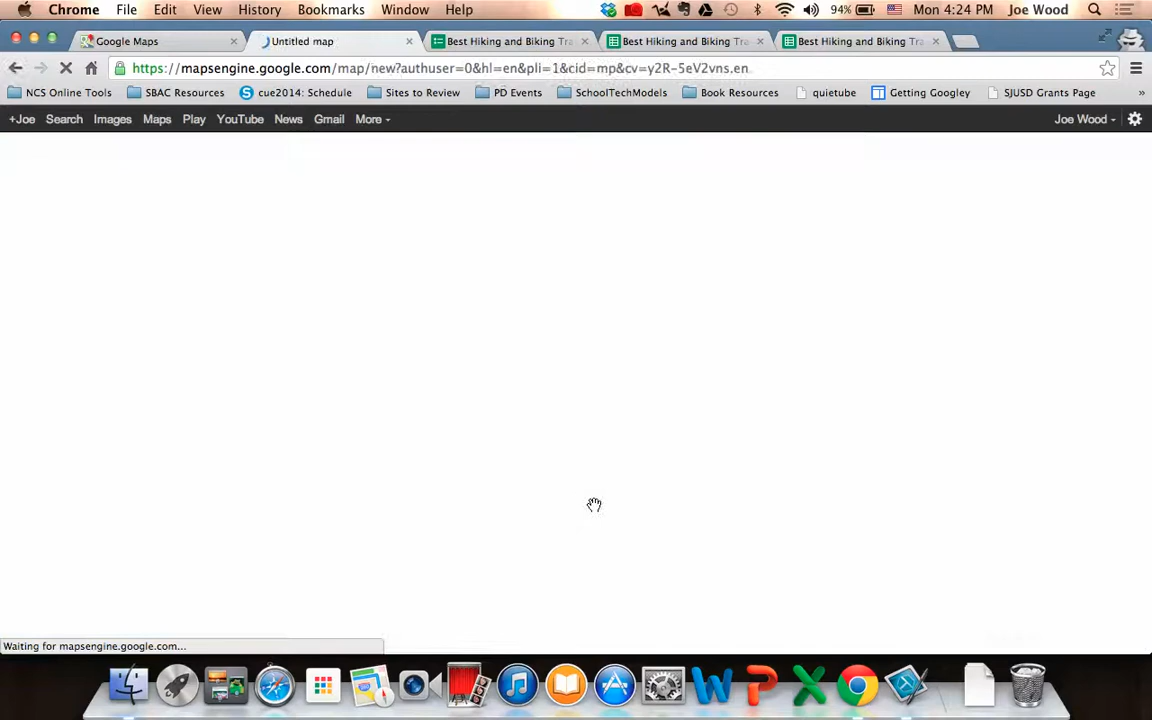 Chrome File Edit View History Bookmarks Window Help 94% Mon 4:24 PM Joe Wood
Google Maps Untitled map Best Hiking and Biking Tra Best Hiking and Biking Tra Best Hiking and Biking Tra
https://mapsengine.google.com/map/new?authuser=0&hl=en&pli=1&cid=mp&cv=y2R-5eV2vns.en
NCS Online Tools SBAC Resources cue2014: Schedule Sites to Review PD Events SchoolTechModels Book Resources quietube Getting Googley SJUSD Grants Page »
+Joe Search Images Maps Play YouTube News Gmail More Joe Wood
Waiting for mapsengine.google.com...